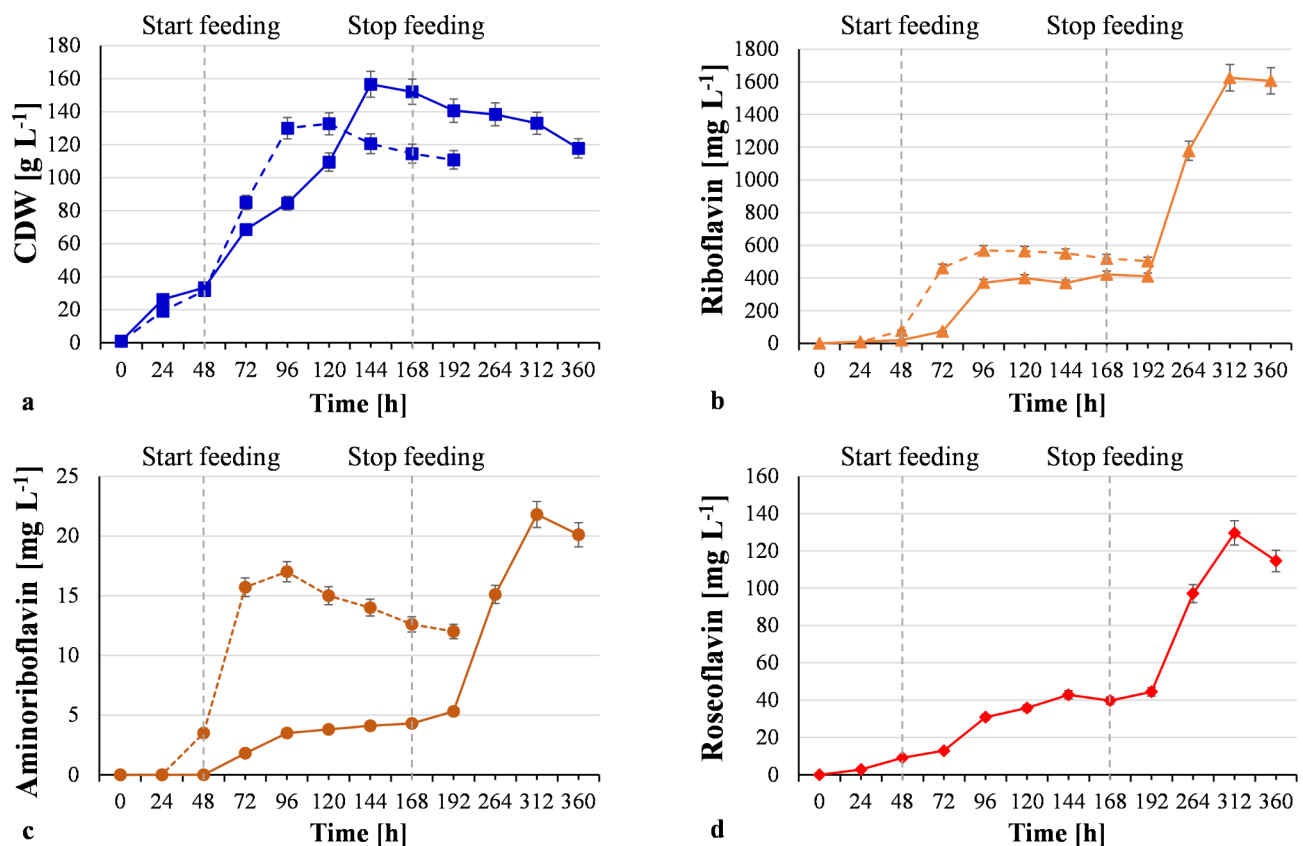 Start feeding Stop feeding
CDW [g L-1]
180
160
140
120
100
80
60
40
20
0
0 24 48 72 96 120 144 168 192 264 312 360
Time [h]
a
Start feeding Stop feeding
Riboflavin [mg L-1]
1800
1600
1400
1200
1000
800
600
400
200
0
0 24 48 72 96 120 144 168 192 264 312 360
Time [h]
b
Start feeding Stop feeding
Aminoriboflavin [mg L-1]
25
20
15
10
5
0
0 24 48 72 96 120 144 168 192 264 312 360
Time [h]
c
Start feeding Stop feeding
Roseoflavin [mg L-1]
160
140
120
100
80
60
40
20
0
0 24 48 72 96 120 144 168 192 264 312 360
Time [h]
d